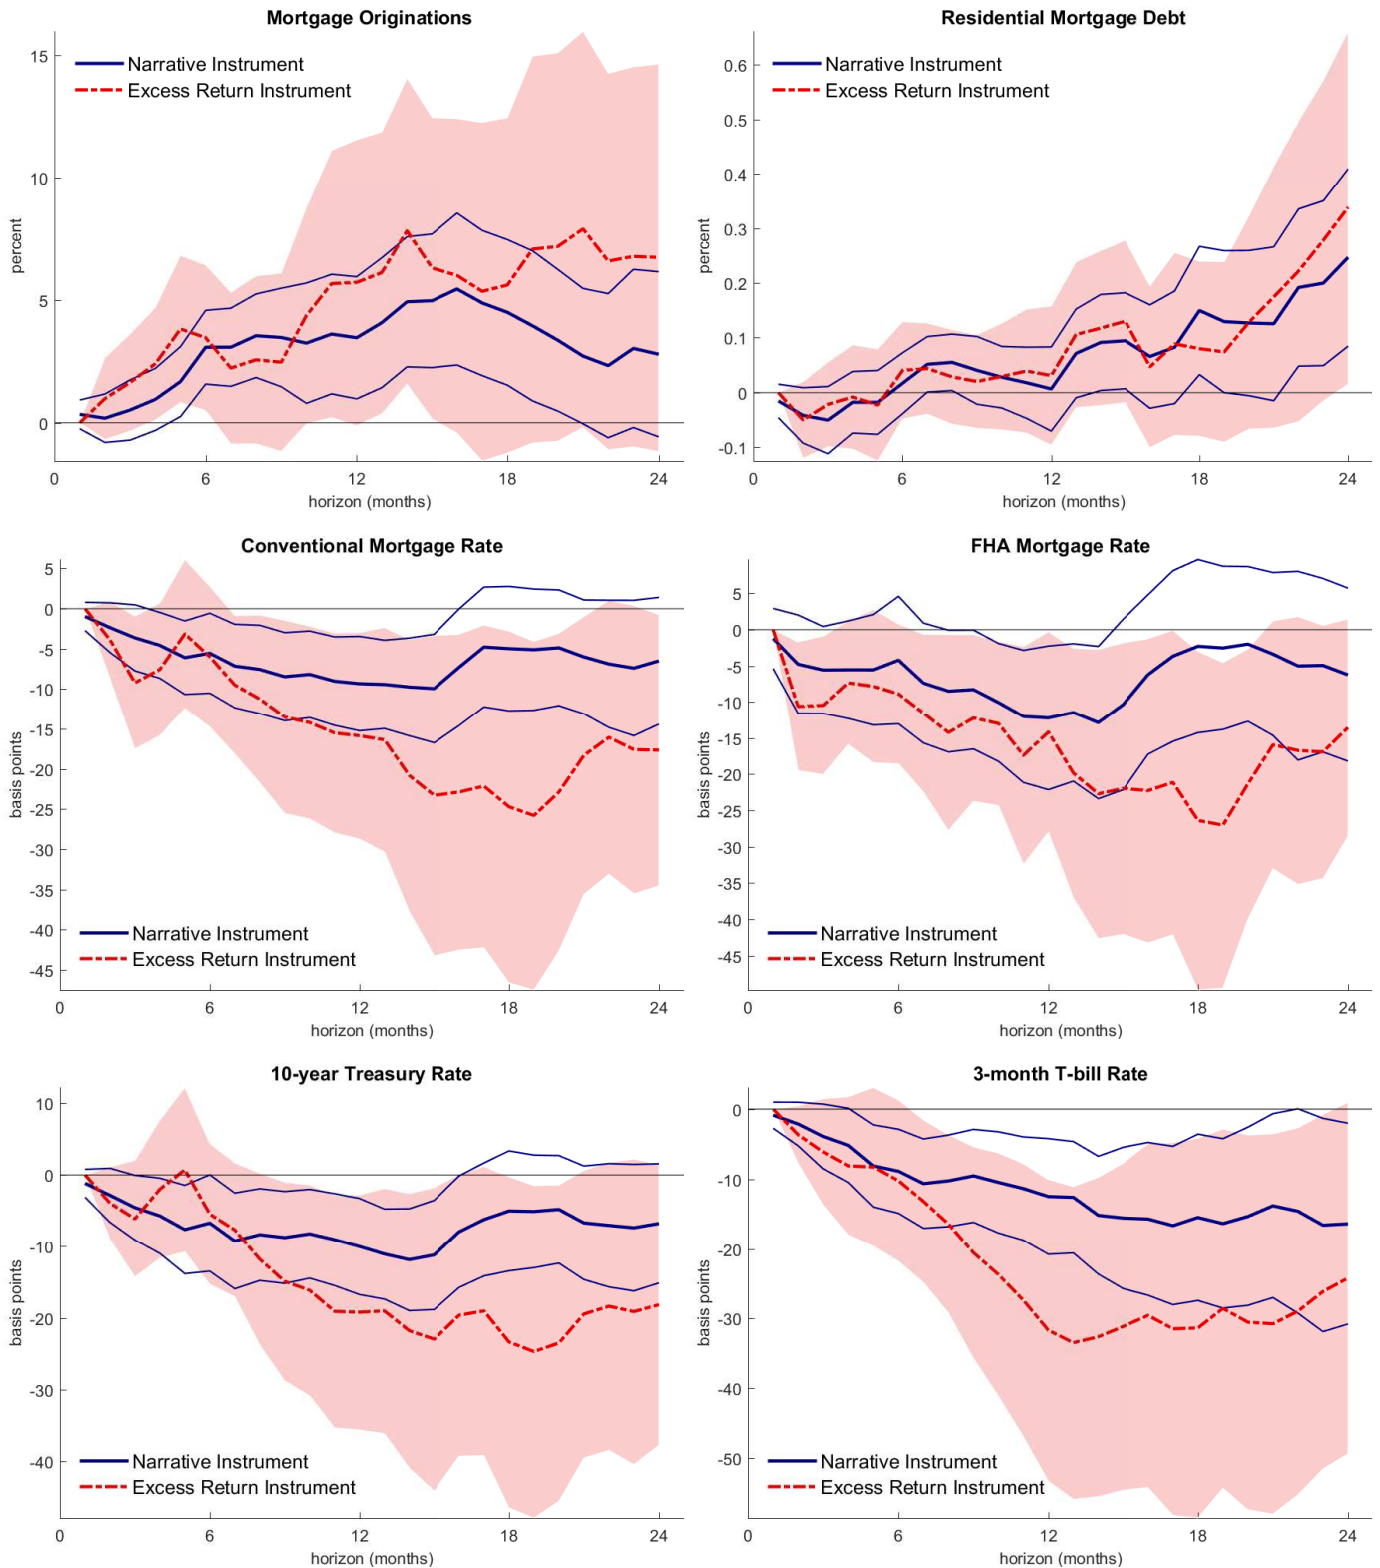 Mortgage Originations
15
10
5
0
percent
Narrative Instrument
Excess Return Instrument
0 6 12 18 24
horizon (months)
Residential Mortgage Debt
0.6
0.5
0.4
0.3
0.2
0.1
0
-0.1
percent
Narrative Instrument
Excess Return Instrument
0 6 12 18 24
horizon (months)
Conventional Mortgage Rate
5
0
-5
-10
-15
-20
-25
-30
-35
-40
-45
basis points
Narrative Instrument
Excess Return Instrument
0 6 12 18 24
horizon (months)
FHA Mortgage Rate
5
0
-5
-10
-15
-20
-25
-30
-35
-40
-45
basis points
Narrative Instrument
Excess Return Instrument
0 6 12 18 24
horizon (months)
10-year Treasury Rate
10
0
-10
-20
-30
-40
basis points
Narrative Instrument
Excess Return Instrument
0 6 12 18 24
horizon (months)
3-month T-bill Rate
0
-10
-20
-30
-40
-50
basis points
Narrative Instrument
Excess Return Instrument
0 6 12 18 24
horizon (months)